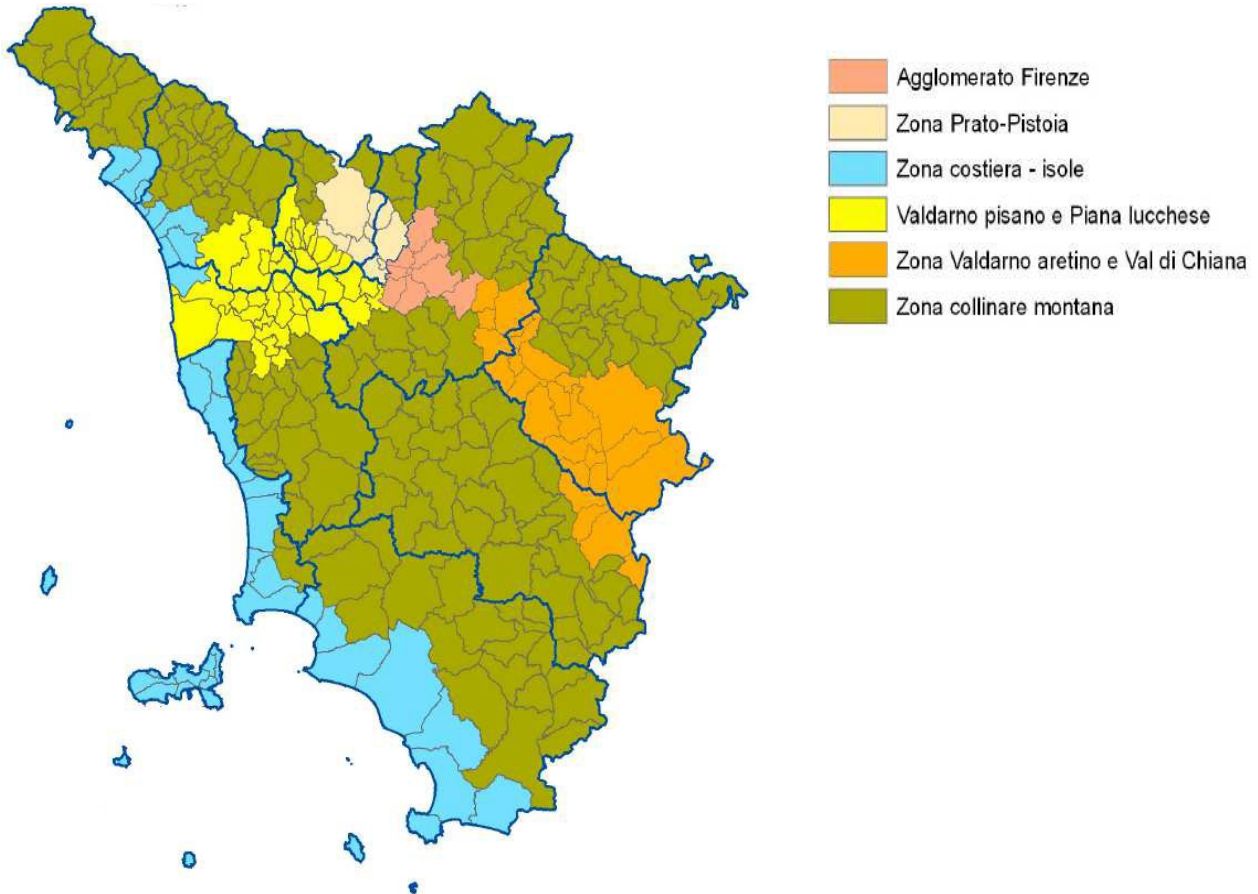 Agglomerato Firenze
Zona Prato-Pistoia
Zona costiera - isole
Valdarno pisano e Piana lucchese
Zona Valdarno aretino e Val di Chiana
Zona collinare montana